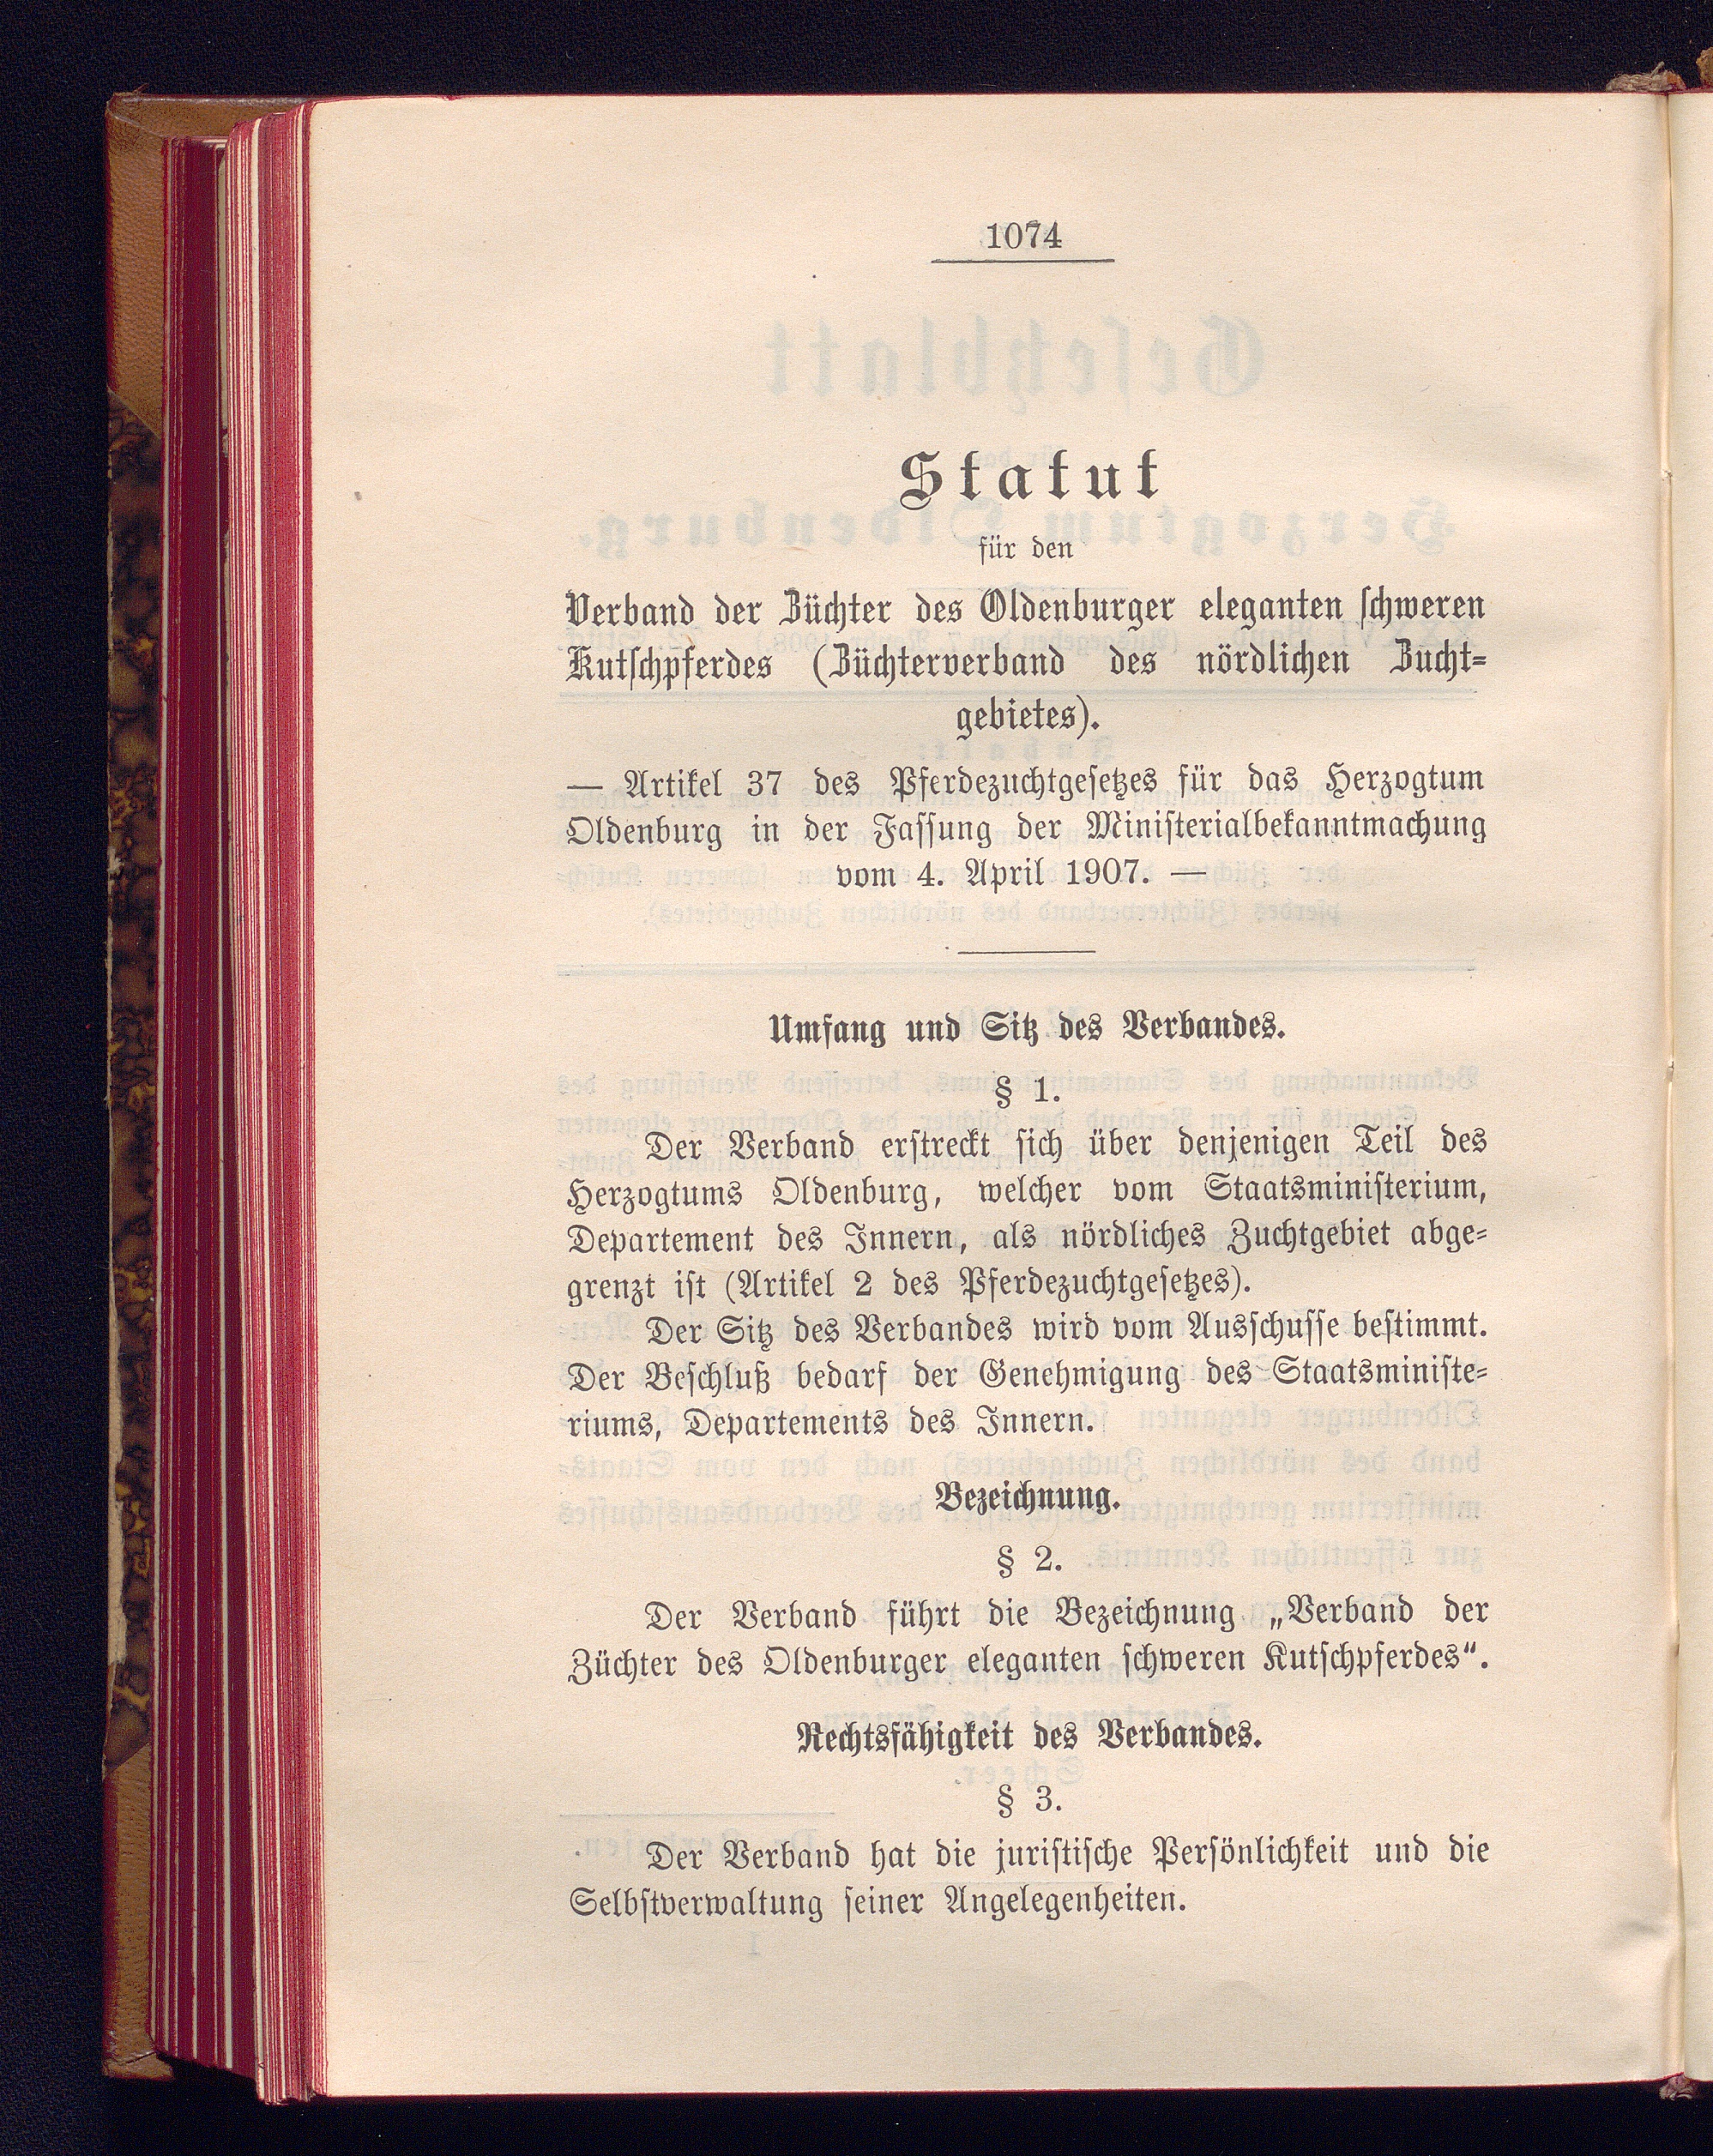 1074
Statut
für den
Verband der Züchter des Oldenburger eleganten schweren
Kutschpferdes (Züchterverband des nördlichen Zucht=
gebietes).
— Artikel 37 des Pferdezuchtgesetzes für das Herzogtum
Oldenburg in der Fassung der Ministerialbekanntmachung
vom 4. April 1907. —
Umfang und Sitz des Verbandes.
§ 1.
Der Verband erstreckt sich über denjenigen Teil des
Herzogtums Oldenburg, welcher vom Staatsministerium,
Departement des Innern, als nördliches Zuchtgebiet abge=
grenzt ist (Artikel 2 des Pferdezuchtgesetzes).
Der Sitz des Verbandes wird vom Ausschusse bestimmt.
Der Beschluß bedarf der Genehmigung des Staatsministe=
riums, Departements des Innern.
Bezeichnung.
§ 2.
Der Verband führt die Bezeichnung „Verband der
Züchter des Oldenburger eleganten schweren Kutschpferdes“.
Rechtsfähigkeit des Verbandes.
§ 3.
Der Verband hat die juristische Persönlichkeit und die
Selbstverwaltung seiner Angelegenheiten.